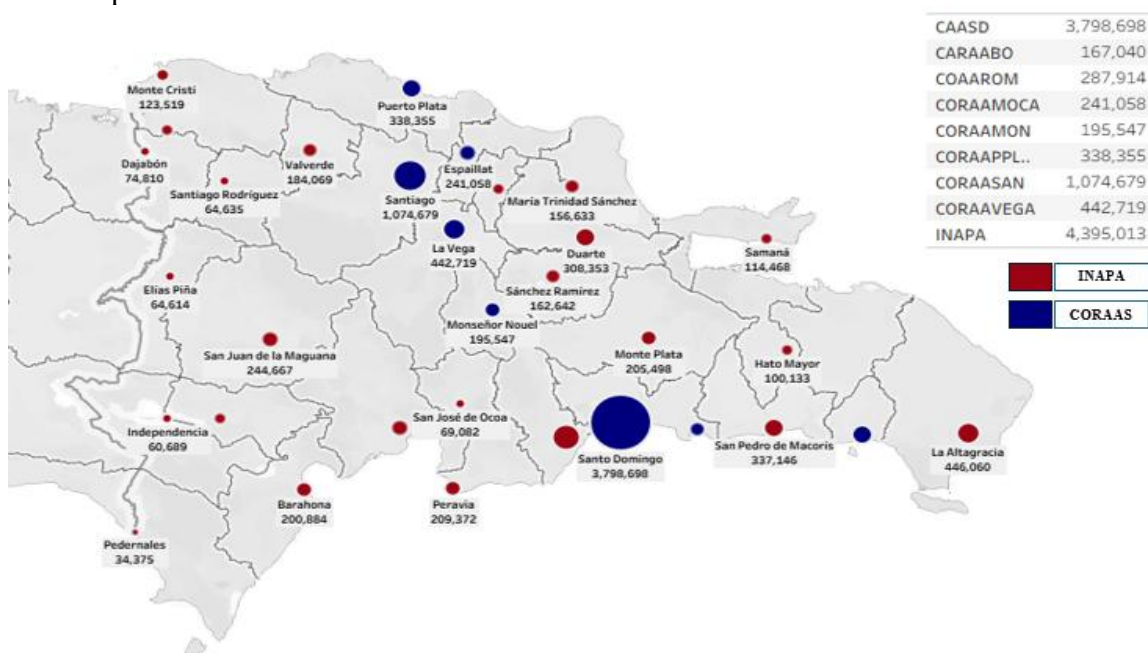 CAASD 3,798,698
CARAABO 167,040
COAAROM 287,914
CORAAMOCA 241,058
CORAAMON 195,547
CORAAPPL.. 338,355
CORAASAN 1,074,679
CORAAVEGA 442,719
INAPA 4,395,013
INAPA
CORAAS
Monte Cristi
123,519
Puerto Plata
338,355
Dajabón
74,810
Santiago Rodríguez
64,635
Valverde
184,069
Santiago
1,074,679
Espaillat
241,058
María Trinidad Sánchez
156,633
La Vega
442,719
Duarte
308,353
Samaná
114,468
Elías Piña
64,614
Sánchez Ramírez
162,642
Monseñor Nouel
195,547
San Juan de la Maguana
244,667
Monte Plata
205,498
Hato Mayor
100,133
Independencia
60,689
San José de Ocoa
69,082
Santo Domingo
3,798,698
San Pedro de Macorís
337,146
La Altagracia
446,060
Barahona
200,884
Peravia
209,372
Pedernales
34,375